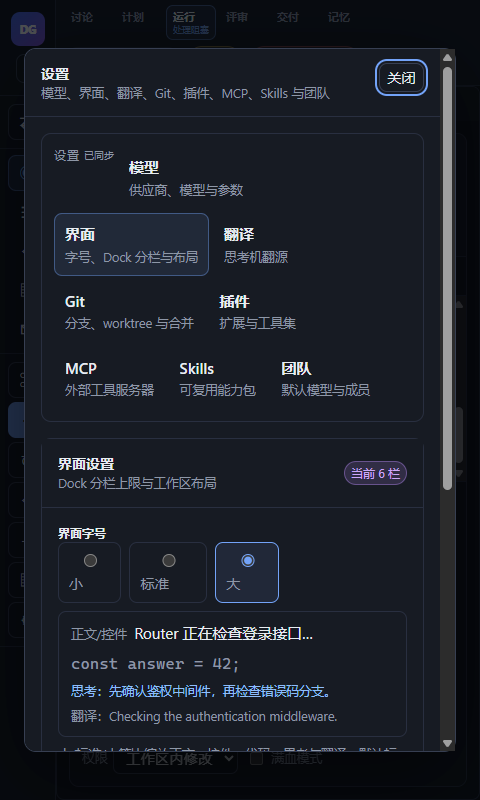 DG
讨论 计划 运行 评审 交付 记忆
处理阻塞
设置
模型、界面、翻译、Git、插件、MCP、Skills 与团队
关闭
设置 已同步
模型
供应商、模型与参数
界面
字号、Dock 分栏与布局
翻译
思考机翻源
Git
分支、worktree 与合并
插件
扩展与工具集
MCP
外部工具服务器
Skills
可复用能力包
团队
默认模型与成员
界面设置
Dock 分栏上限与工作区布局
当前 6 栏
界面字号
小
标准
大
正文/控件 Router 正在检查登录接口...
const answer = 42;
思考：先确认鉴权中间件，再检查错误码分支。
翻译：Checking the authentication middleware.
权限 工作区内修改 满血模式